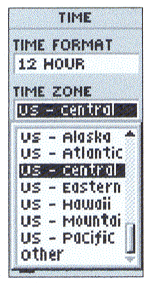 TIME
TIME FORMAT
12 HOUR
TIME ZONE
US - Central
US - Alaska
US - Atlantic
US - Central
US - Eastern
US - Hawaii
US - Mountai
US - Pacific
Other